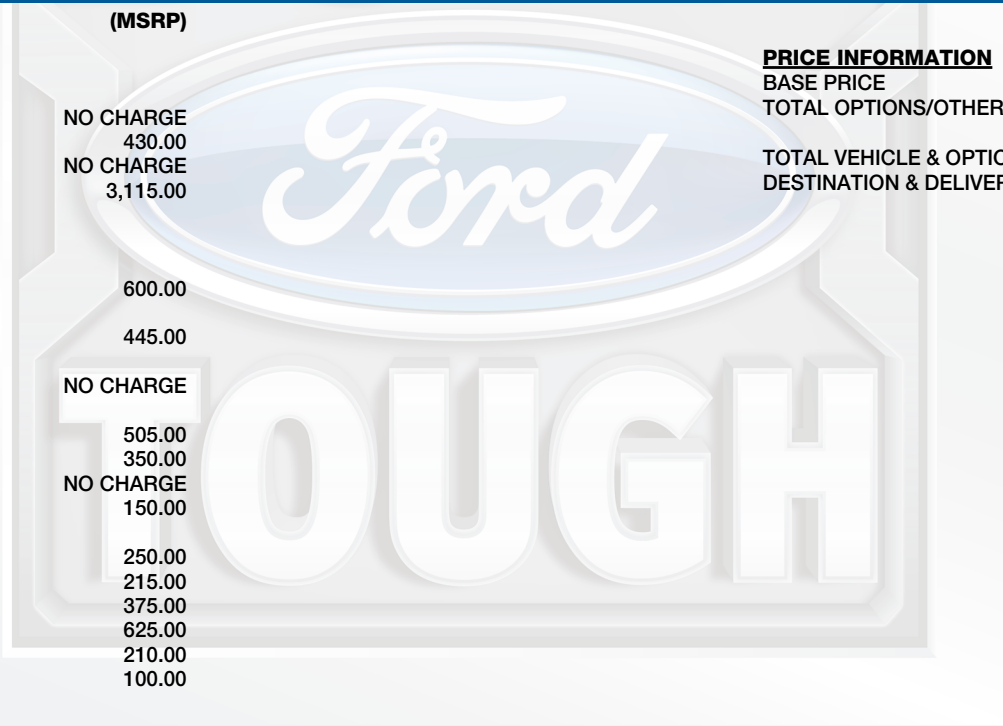 (MSRP)
NO CHARGE
430.00
NO CHARGE
3,115.00
600.00
445.00
NO CHARGE
505.00
350.00
NO CHARGE
150.00
250.00
215.00
375.00
625.00
210.00
100.00
PRICE INFORMATION
BASE PRICE
TOTAL OPTIONS/OTHER
TOTAL VEHICLE & OPTIO
DESTINATION & DELIVER
Ford
TOUGH